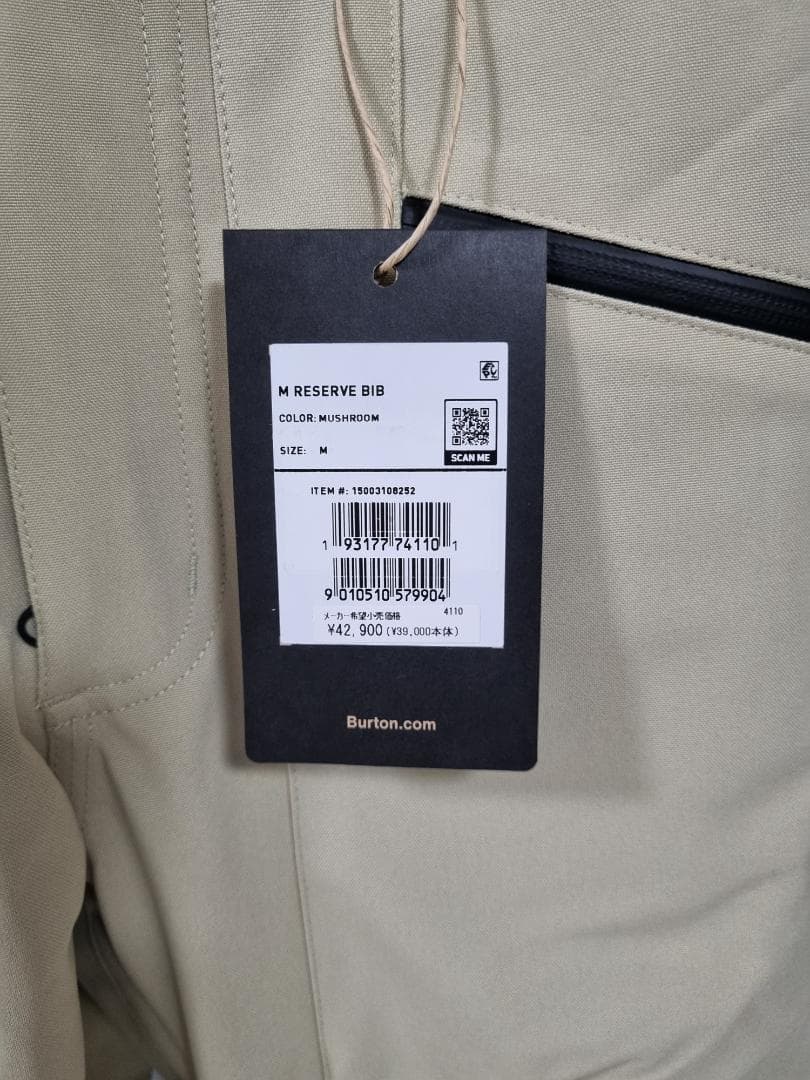 M RESERVE BIB
COLOR: MUSHROOM
SIZE: M
SCAN ME
ITEM #: 15003108252
1 93177 74110 1
9 010510 579904
メーカー希望小売価格 4110
¥42,900 (¥39,000本体)
Burton.com